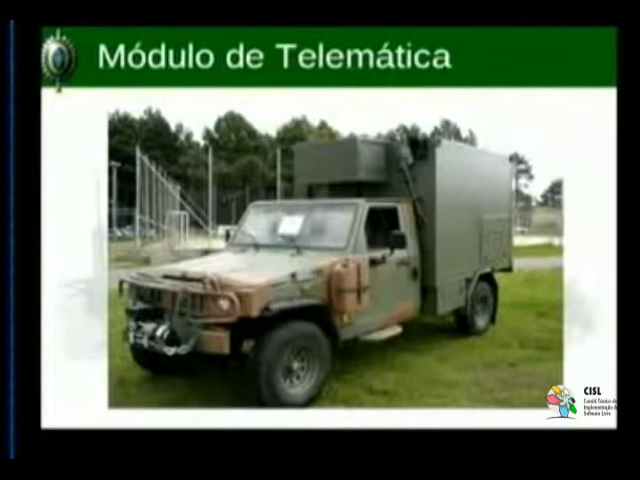 Módulo de Telemática
CISL
Comitê Técnico de
Implementação de
Software Livre